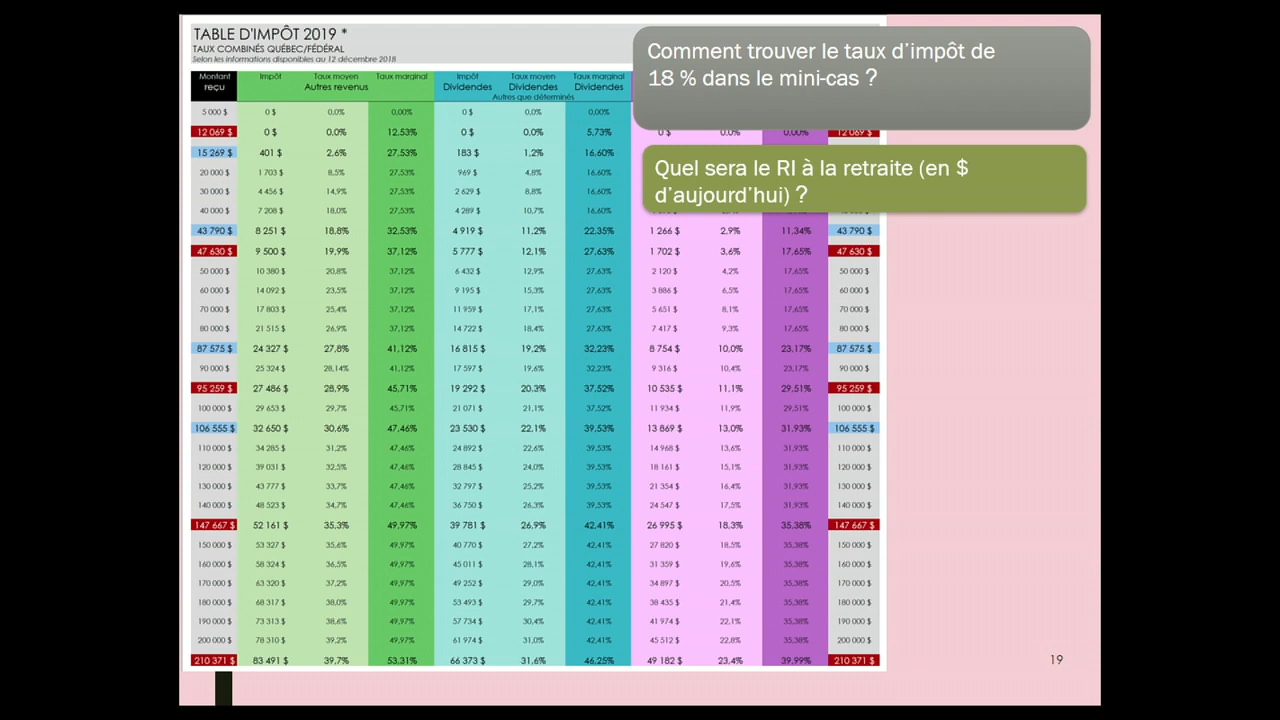 TABLE D'IMPÔT 2019 *
TAUX COMBINÉS QUÉBEC/FÉDÉRAL
Selon les informations disponibles au 12 décembre 2018
Comment trouver le taux d'impôt de
18 % dans le mini-cas ?
Quel sera le RI à la retraite (en $
d'aujourd'hui) ?
Montant Impôt Taux moyen Taux marginal Impôt Taux moyen Taux marginal
reçu Autres revenus Dividendes Dividendes Dividendes
Autres que déterminés
5 000 $ 0 $ 0,0% 0,00% 0 $ 0,0% 0,00%
12 069 $ 0 $ 0.0% 12,53% 0 $ 0.0% 5,73% 0 $ 0,0% 0,00% 12 069 $
15 269 $ 401 $ 2,6% 27,53% 183 $ 1,2% 16,60%
20 000 $ 1 703 $ 8,5% 27,53% 969 $ 4,8% 16,60%
30 000 $ 4 456 $ 14,9% 27,53% 2 629 $ 8,8% 16,60%
40 000 $ 7 208 $ 18,0% 27,53% 4 289 $ 10,7% 16,60% 40 000 $
43 790 $ 8 251 $ 18,8% 32,53% 4 919 $ 11,2% 22,35% 1 266 $ 2,9% 11,34% 43 790 $
47 630 $ 9 500 $ 19,9% 37,12% 5 777 $ 12,1% 27,63% 1 702 $ 3,6% 17,65% 47 630 $
50 000 $ 10 380 $ 20,8% 37,12% 6 432 $ 12,9% 27,63% 2 120 $ 4,2% 17,65% 50 000 $
60 000 $ 14 092 $ 23,5% 37,12% 9 195 $ 15,3% 27,63% 3 886 $ 6,5% 17,65% 60 000 $
70 000 $ 17 803 $ 25,4% 37,12% 11 959 $ 17,1% 27,63% 5 651 $ 8,1% 17,65% 70 000 $
80 000 $ 21 515 $ 26,9% 37,12% 14 722 $ 18,4% 27,63% 7 417 $ 9,3% 17,65% 80 000 $
87 575 $ 24 327 $ 27,8% 41,12% 16 815 $ 19,2% 32,23% 8 754 $ 10,0% 23,17% 87 575 $
90 000 $ 25 324 $ 28,14% 41,12% 17 597 $ 19,6% 32,23% 9 316 $ 10,4% 23,17% 90 000 $
95 259 $ 27 486 $ 28,9% 45,71% 19 292 $ 20,3% 37,52% 10 535 $ 11,1% 29,51% 95 259 $
100 000 $ 29 653 $ 29,7% 45,71% 21 071 $ 21,1% 37,52% 11 934 $ 11,9% 29,51% 100 000 $
106 555 $ 32 650 $ 30,6% 47,46% 23 530 $ 22,1% 39,53% 13 869 $ 13,0% 31,93% 106 555 $
110 000 $ 34 285 $ 31,2% 47,46% 24 892 $ 22,6% 39,53% 14 968 $ 13,6% 31,93% 110 000 $
120 000 $ 39 031 $ 32,5% 47,46% 28 845 $ 24,0% 39,53% 18 161 $ 15,1% 31,93% 120 000 $
130 000 $ 43 777 $ 33,7% 47,46% 32 797 $ 25,2% 39,53% 21 354 $ 16,4% 31,93% 130 000 $
140 000 $ 48 523 $ 34,7% 47,46% 36 750 $ 26,3% 39,53% 24 547 $ 17,5% 31,93% 140 000 $
147 667 $ 52 161 $ 35,3% 49,97% 39 781 $ 26,9% 42,41% 26 995 $ 18,3% 35,38% 147 667 $
150 000 $ 53 327 $ 35,6% 49,97% 40 770 $ 27,2% 42,41% 27 820 $ 18,5% 35,38% 150 000 $
160 000 $ 58 324 $ 36,5% 49,97% 45 011 $ 28,1% 42,41% 31 359 $ 19,6% 35,38% 160 000 $
170 000 $ 63 320 $ 37,2% 49,97% 49 252 $ 29,0% 42,41% 34 897 $ 20,5% 35,38% 170 000 $
180 000 $ 68 317 $ 38,0% 49,97% 53 493 $ 29,7% 42,41% 38 435 $ 21,4% 35,38% 180 000 $
190 000 $ 73 313 $ 38,6% 49,97% 57 734 $ 30,4% 42,41% 41 974 $ 22,1% 35,38% 190 000 $
200 000 $ 78 310 $ 39,2% 49,97% 61 974 $ 31,0% 42,41% 45 512 $ 22,8% 35,38% 200 000 $
210 371 $ 83 491 $ 39,7% 53,31% 66 373 $ 31,6% 46,25% 49 182 $ 23,4% 39,99% 210 371 $
19